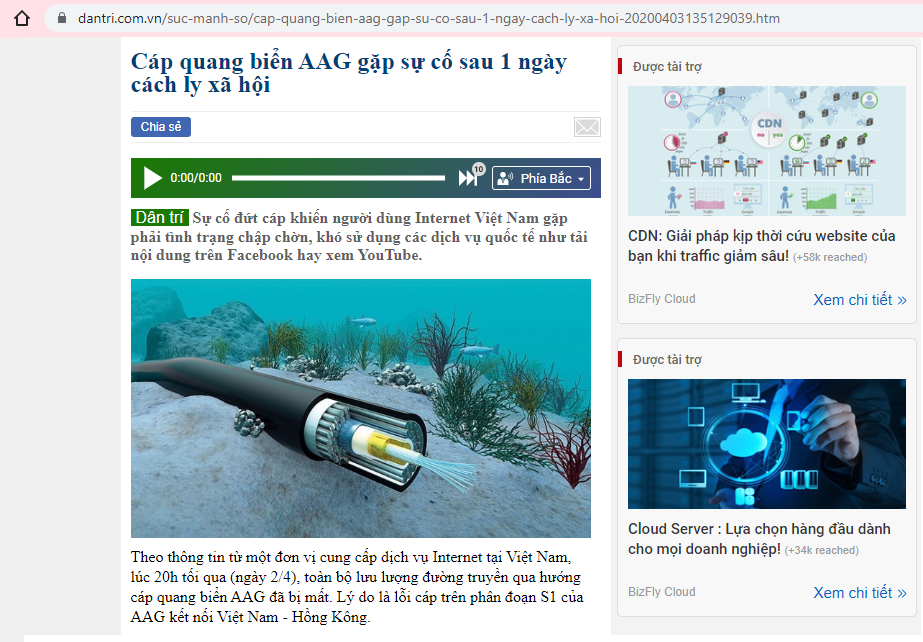 dantri.com.vn/suc-manh-so/cap-quang-bien-aag-gap-su-co-sau-1-ngay-cach-ly-xa-hoi-20200403135129039.htm
Cáp quang biển AAG gặp sự cố sau 1 ngày
cách ly xã hội
Chia sẻ
0:00/0:00
10
Phía Bắc
Dân trí Sự cố đứt cáp khiến người dùng Internet Việt Nam gặp
phải tình trạng chập chờn, khó sử dụng các dịch vụ quốc tế như tải
nội dung trên Facebook hay xem YouTube.
Theo thông tin từ một đơn vị cung cấp dịch vụ Internet tại Việt Nam,
lúc 20h tối qua (ngày 2/4), toàn bộ lưu lượng đường truyền qua hướng
cáp quang biển AAG đã bị mất. Lý do là lỗi cáp trên phân đoạn S1 của
AAG kết nối Việt Nam - Hồng Kông.
Được tài trợ
CDN
no yes
CDN: Giải pháp kịp thời cứu website của
bạn khi traffic giảm sâu! (+58k reached)
BizFly Cloud
Xem chi tiết »
Được tài trợ
Cloud Server : Lựa chọn hàng đầu dành
cho mọi doanh nghiệp! (+34k reached)
BizFly Cloud
Xem chi tiết »